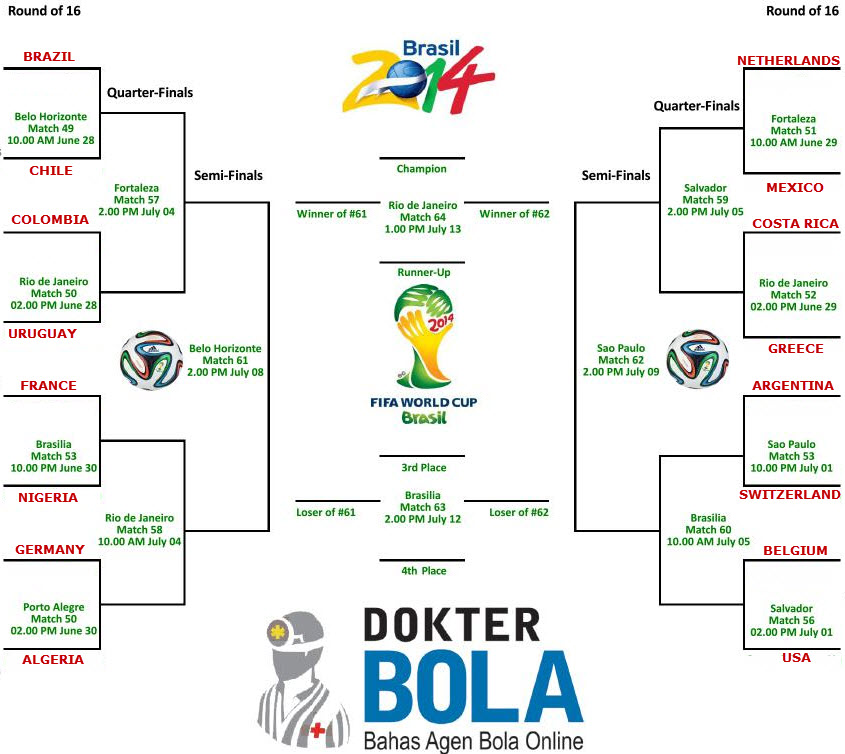 Round of 16
Round of 16
BRAZIL
Belo Horizonte
Match 49
10.00 AM June 28
CHILE
Quarter-Finals
Fortaleza
Match 57
2.00 PM July 04
COLOMBIA
Rio de Janeiro
Match 50
02.00 PM June 28
URUGUAY
Semi-Finals
Belo Horizonte
Match 61
2.00 PM July 08
FRANCE
Brasilia
Match 53
10.00 PM June 30
NIGERIA
Rio de Janeiro
Match 58
10.00 AM July 04
GERMANY
Porto Alegre
Match 50
02.00 PM June 30
ALGERIA
Brasil
2014
Champion
Winner of #61
Rio de Janeiro
Match 64
1.00 PM July 13
Winner of #62
Runner-Up
2014
FIFA WORLD CUP
Brasil
3rd Place
Loser of #61
Brasilia
Match 63
2.00 PM July 12
Loser of #62
4th Place
NETHERLANDS
Quarter-Finals
Fortaleza
Match 51
10.00 AM June 29
MEXICO
Semi-Finals
Salvador
Match 59
2.00 PM July 05
COSTA RICA
Rio de Janeiro
Match 52
02.00 PM June 29
GREECE
Sao Paulo
Match 62
2.00 PM July 09
ARGENTINA
Sao Paulo
Match 53
10.00 PM July 01
SWITZERLAND
Brasilia
Match 60
10.00 AM July 05
BELGIUM
Salvador
Match 56
02.00 PM July 01
USA
DOKTER
BOLA
Bahas Agen Bola Online